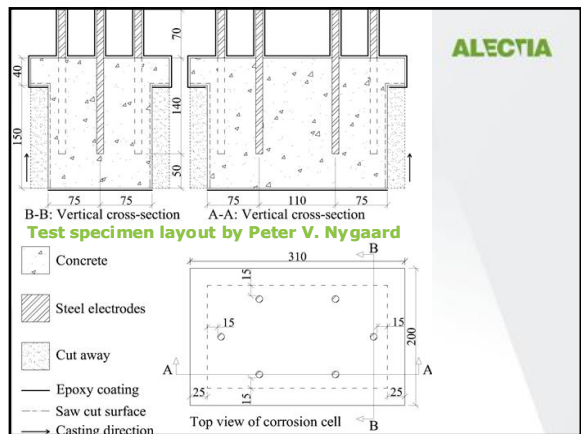 ALECTIA
70
40
140
150
50
75 75
75 110 75
B-B: Vertical cross-section
A-A: Vertical cross-section
Test specimen layout by Peter V. Nygaard
Concrete
Steel electrodes
Cut away
Epoxy coating
Saw cut surface
Casting direction
B
310
15
15
15
200
A
A
25
15
25
Top view of corrosion cell
B